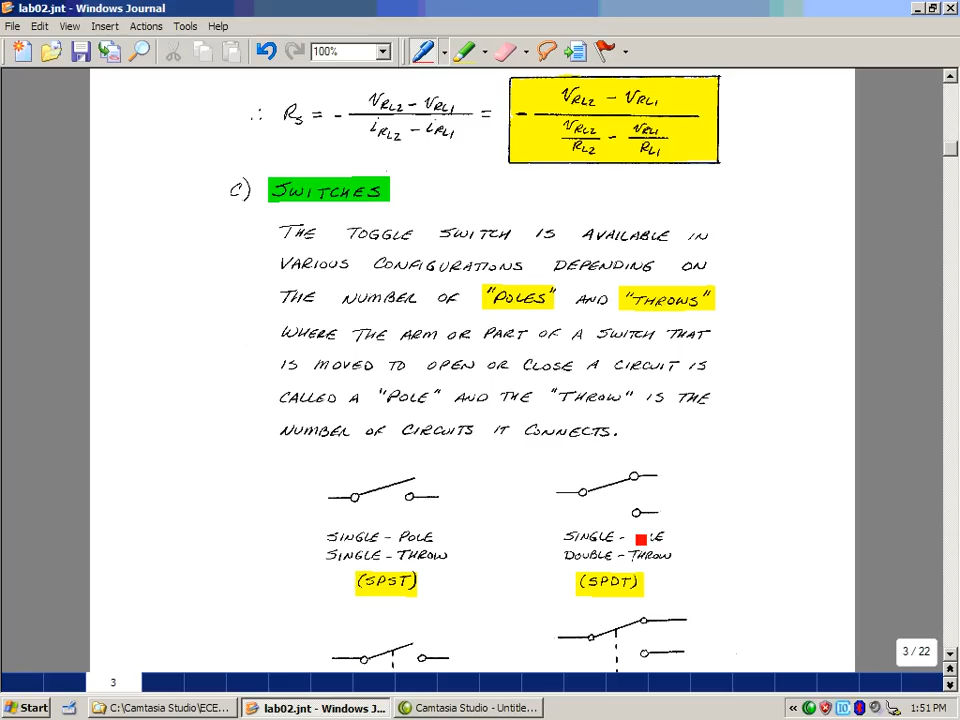 lab02.jnt - Windows Journal
File Edit View Insert Actions Tools Help
100%
∴ Rs = - (VRL2 - VRL1) / (iRL2 - iRL1) = - (VRL2 - VRL1) / (VRL2/RL2 - VRL1/RL1)
C) SWITCHES
THE TOGGLE SWITCH IS AVAILABLE IN
VARIOUS CONFIGURATIONS DEPENDING ON
THE NUMBER OF "POLES" AND "THROWS"
WHERE THE ARM OR PART OF A SWITCH THAT
IS MOVED TO OPEN OR CLOSE A CIRCUIT IS
CALLED A "POLE" AND THE "THROW" IS THE
NUMBER OF CIRCUITS IT CONNECTS.
SINGLE - POLE
SINGLE - THROW
(SPST)
SINGLE - LE
DOUBLE - THROW
(SPDT)
3 / 22
3
Start
C:\Camtasia Studio\ECE...
lab02.jnt - Windows J...
Camtasia Studio - Untitle...
«
1:51 PM